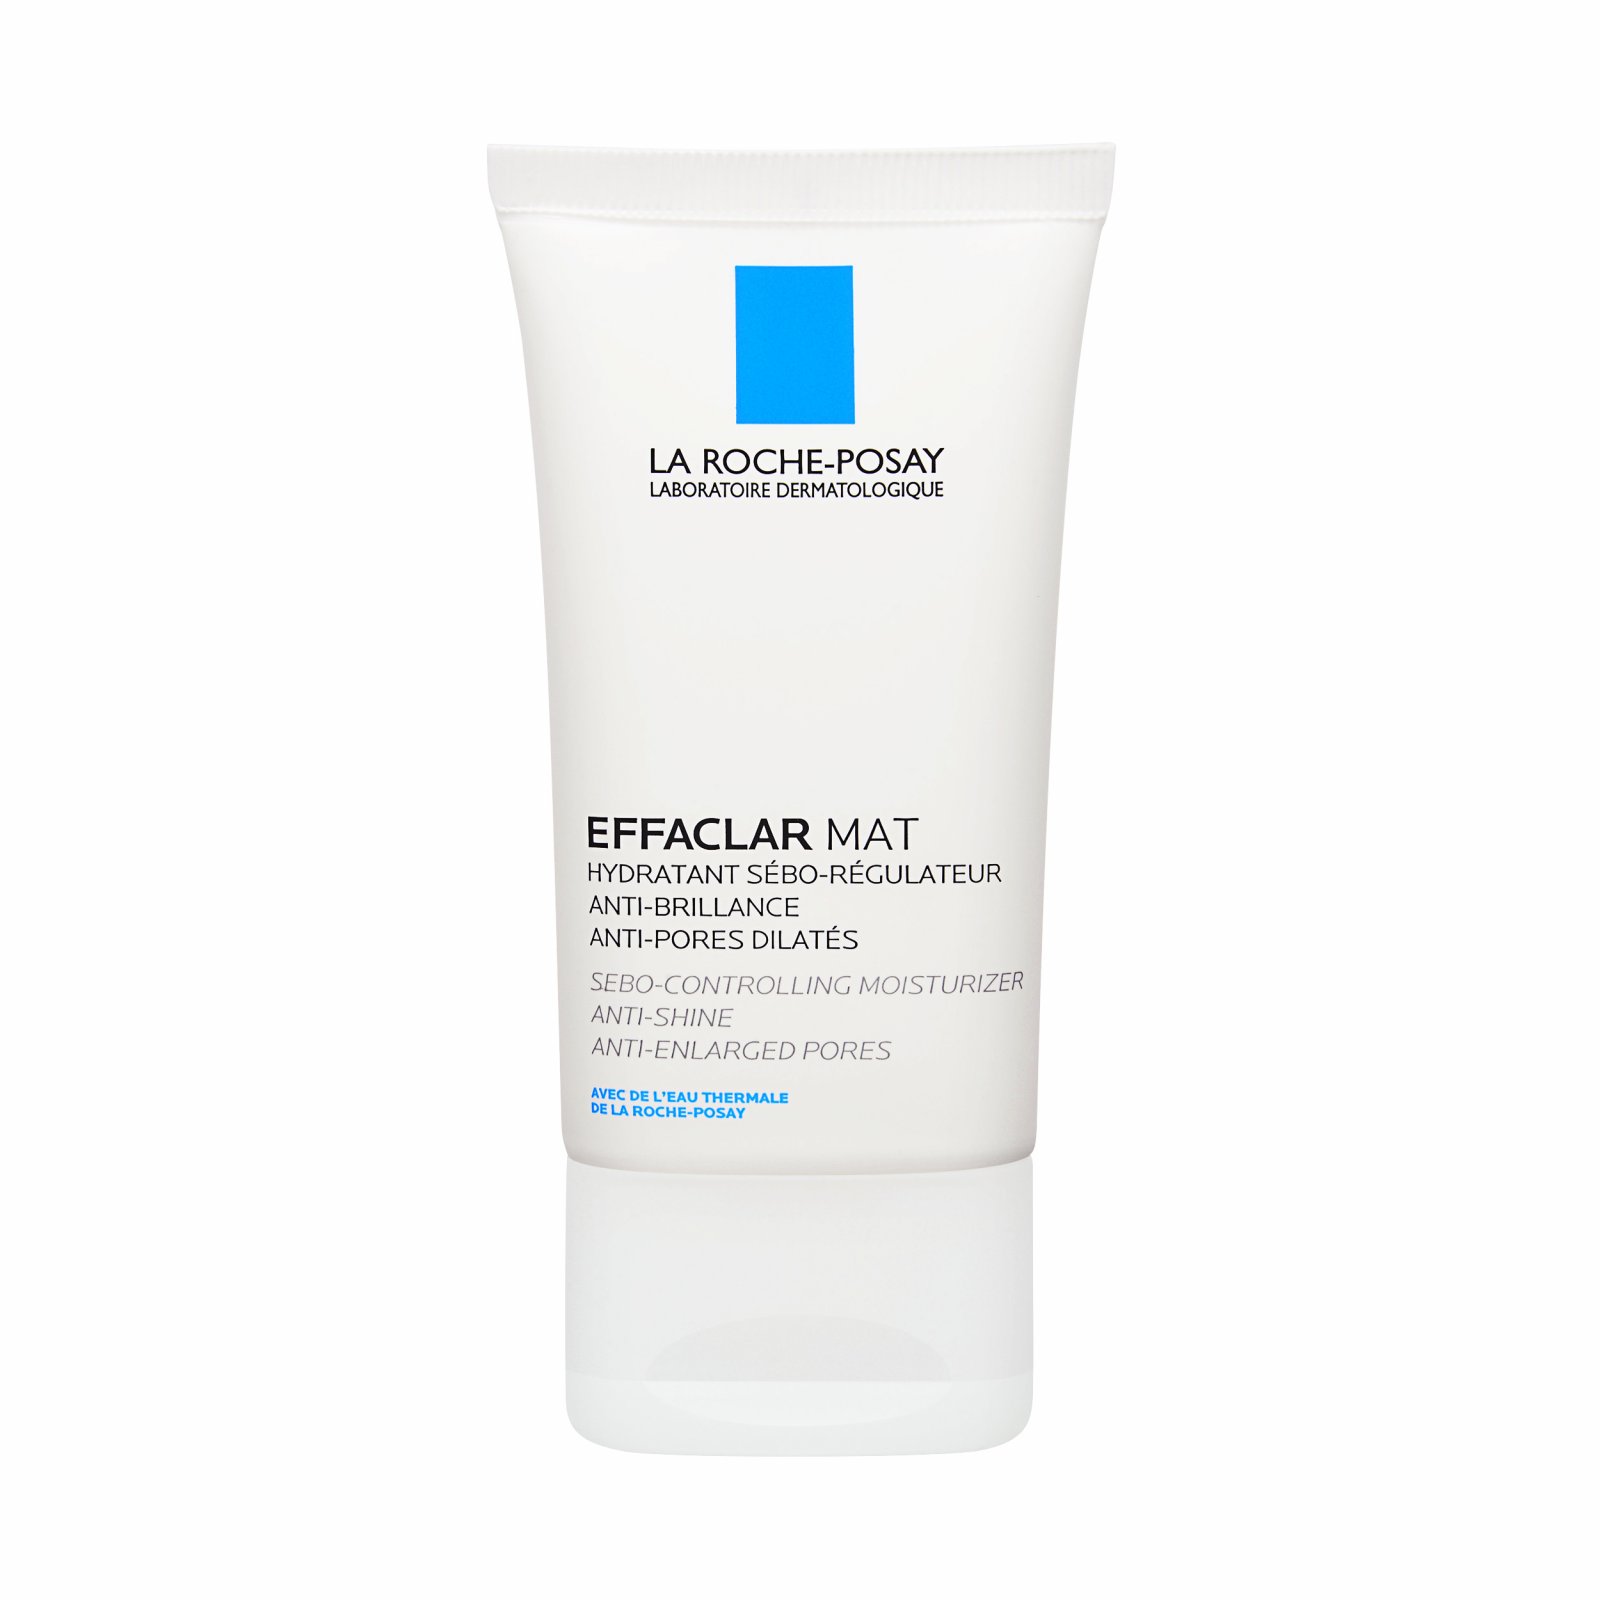 LA ROCHE-POSAY
LABORATOIRE DERMATOLOGIQUE
EFFACLAR MAT
HYDRATANT SÉBO-RÉGULATEUR
ANTI-BRILLANCE
ANTI-PORES DILATÉS
SEBO-CONTROLLING MOISTURIZER
ANTI-SHINE
ANTI-ENLARGED PORES
AVEC DE L'EAU THERMALE
DE LA ROCHE-POSAY